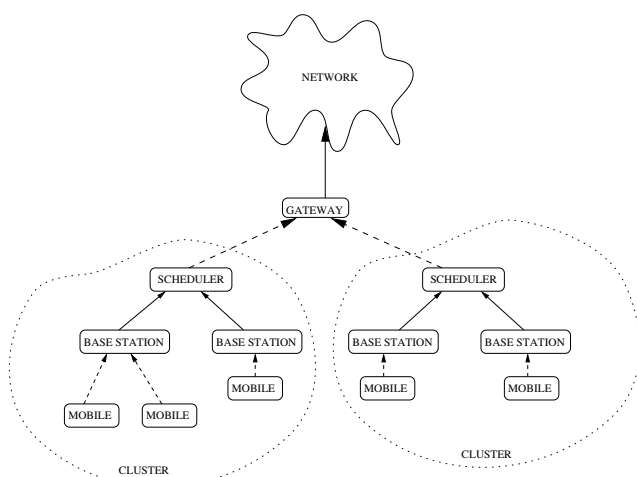 NETWORK
GATEWAY
SCHEDULER
SCHEDULER
BASE STATION
BASE STATION
BASE STATION
BASE STATION
MOBILE
MOBILE
MOBILE
MOBILE
MOBILE
CLUSTER
CLUSTER